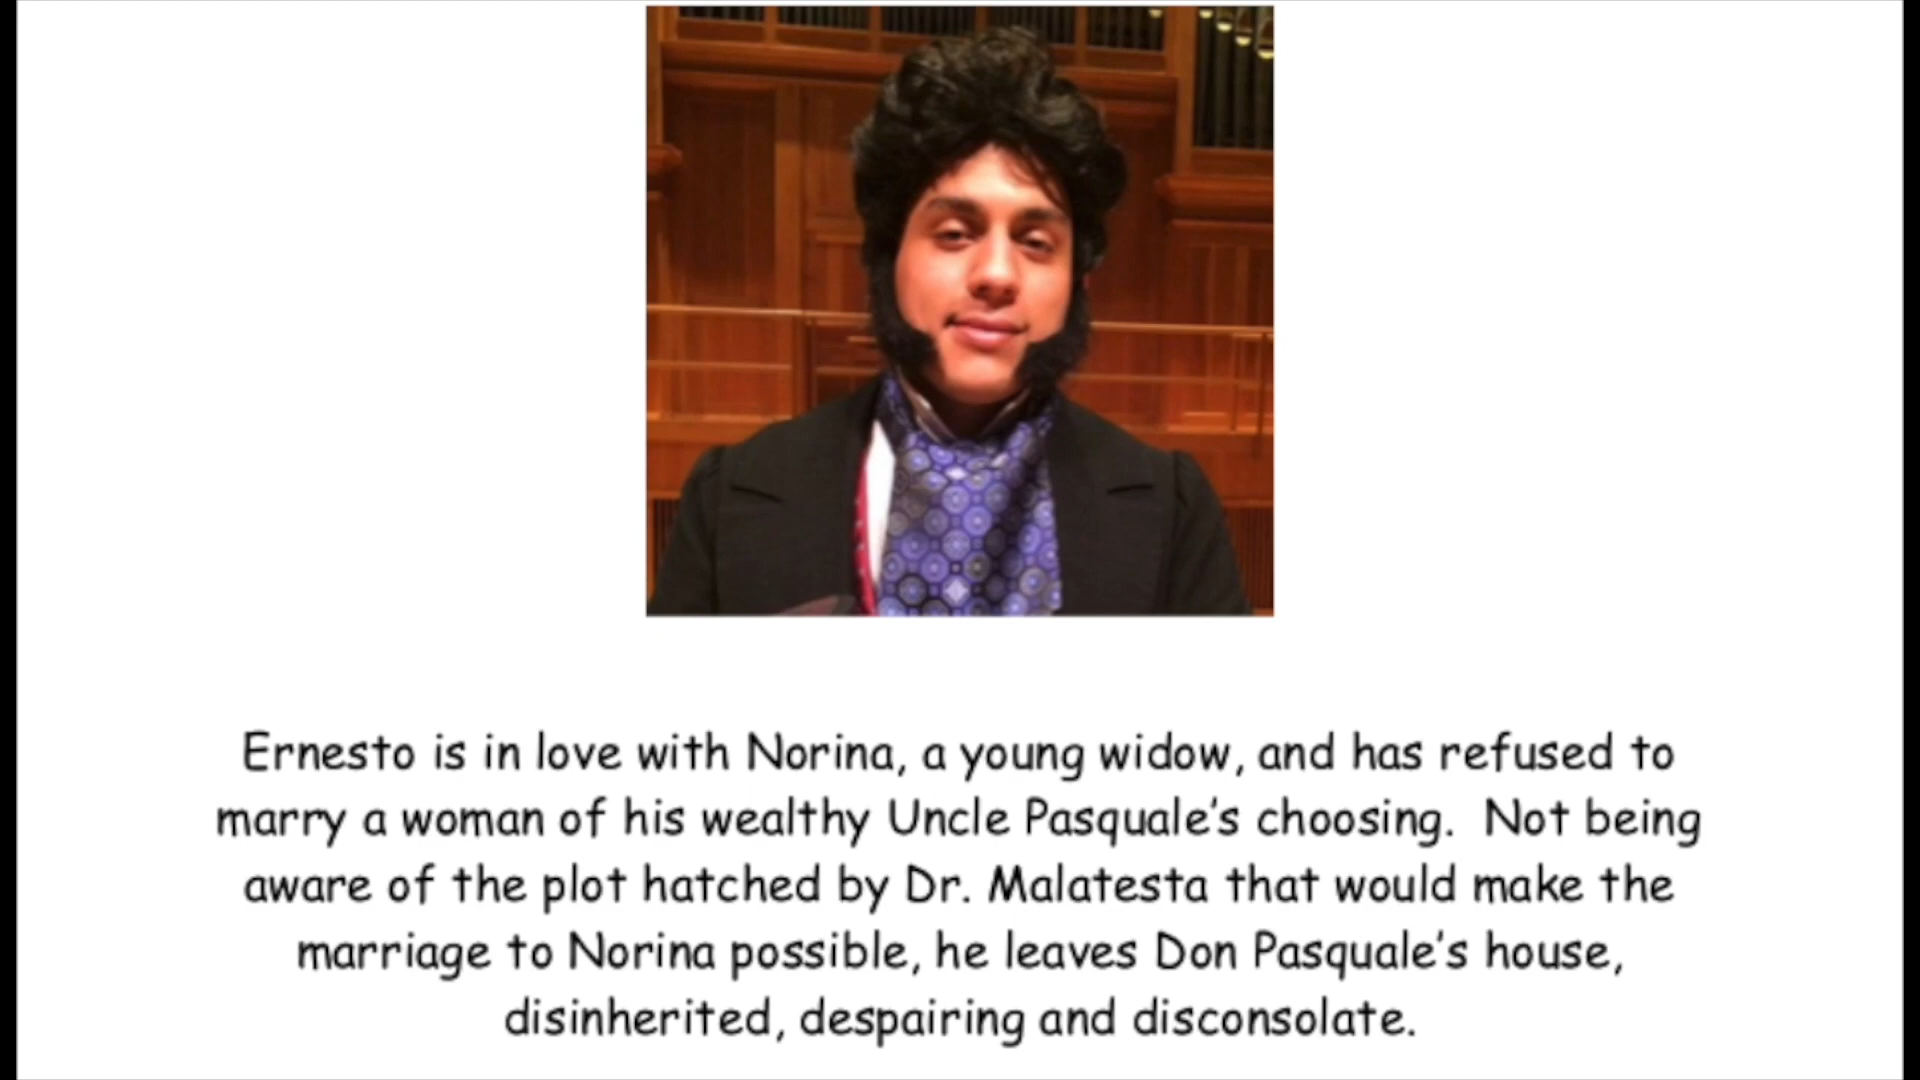 Ernesto is in love with Norina, a young widow, and has refused to
marry a woman of his wealthy Uncle Pasquale's choosing.  Not being
aware of the plot hatched by Dr. Malatesta that would make the
marriage to Norina possible, he leaves Don Pasquale's house,
disinherited, despairing and disconsolate.